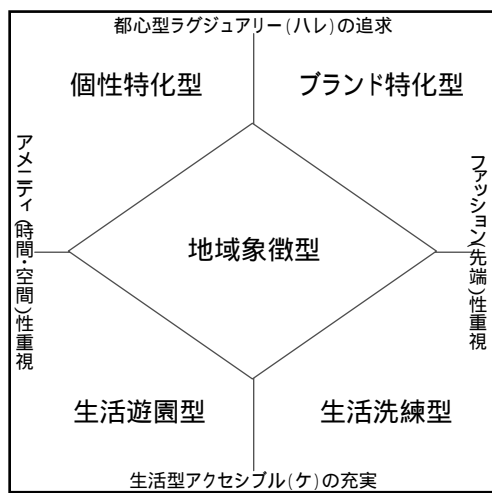 都心型ラグジュアリー(ハレ)の追求
個性特化型
ブランド特化型
アメニティ(時間・空間)性重視
地域象徴型
ファッション(先端)性重視
生活遊園型
生活洗練型
生活型アクセシブル(ケ)の充実